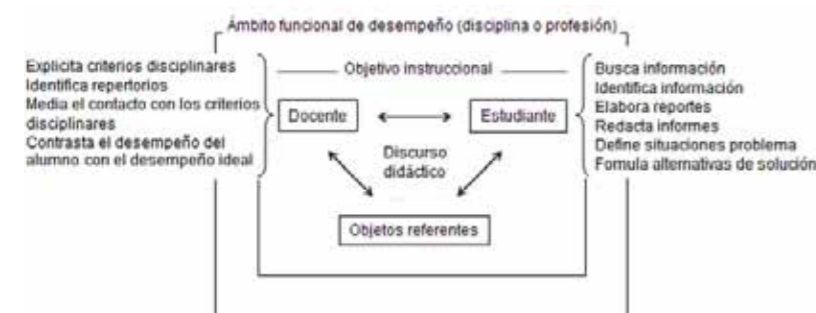 Ámbito funcional de desempeño (disciplina o profesión)
Objetivo instruccional
Explicita criterios disciplinares
Identifica repertorios
Media el contacto con los criterios
disciplinares
Contrasta el desempeño del
alumno con el desempeño ideal
Docente
Estudiante
Discurso
didáctico
Objetos referentes
Busca información
Identifica información
Elabora reportes
Redacta informes
Define situaciones problema
Formula alternativas de solución